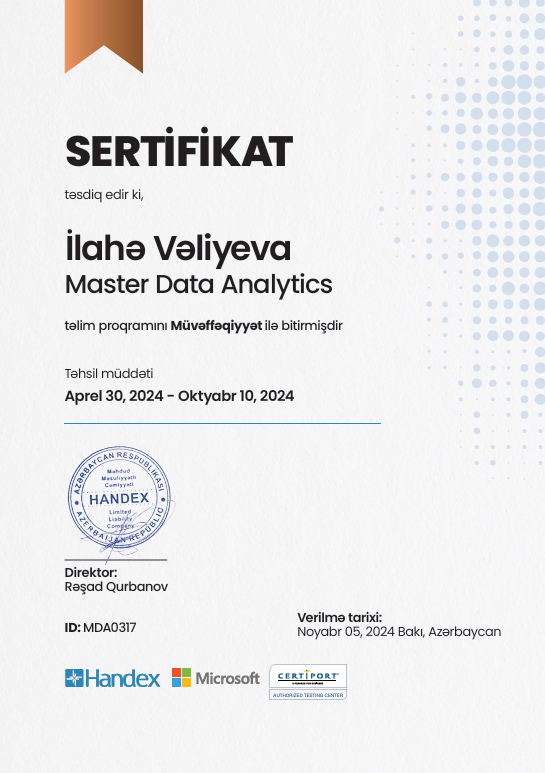 SERTİFİKAT
təsdiq edir ki,
İlahə Vəliyeva
Master Data Analytics
təlim proqramını Müvəffəqiyyət ilə bitirmişdir
Təhsil müddəti
Aprel 30, 2024 - Oktyabr 10, 2024
AZƏRBAYCAN RESPUBLIKASI
Məhdud
Məsuliyyətli
Cəmiyyəti
HANDEX
Limited
Liability
Company
AZERBAIJAN REPUBLIC
Direktor:
Rəşad Qurbanov
ID: MDA0317
Verilmə tarixi:
Noyabr 05, 2024 Bakı, Azərbaycan
Handex
Microsoft
CERTIPORT
AUTHORIZED TESTING CENTER